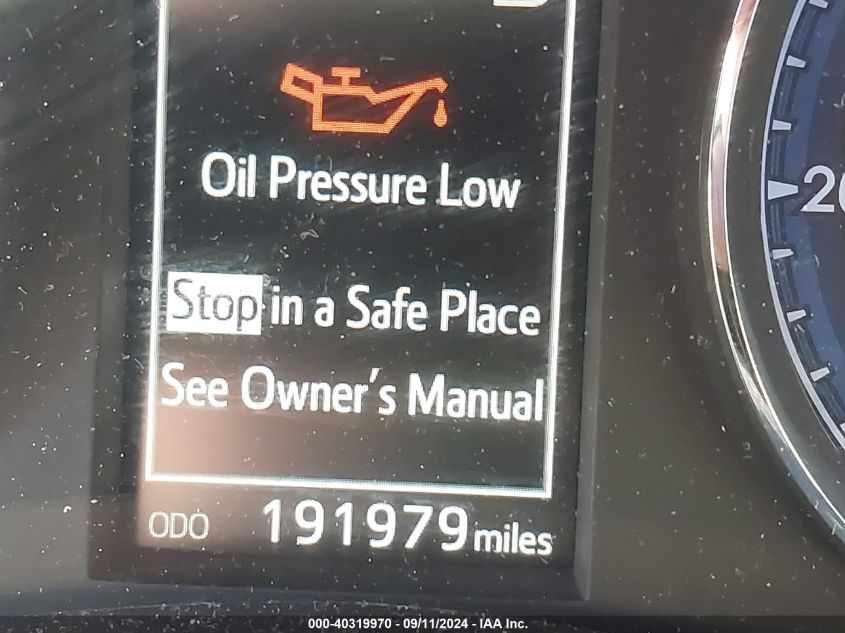 Oil Pressure Low
Stop in a Safe Place
See Owner's Manual
ODO 191979 miles
000-40319970 - 09/11/2024 - IAA Inc.